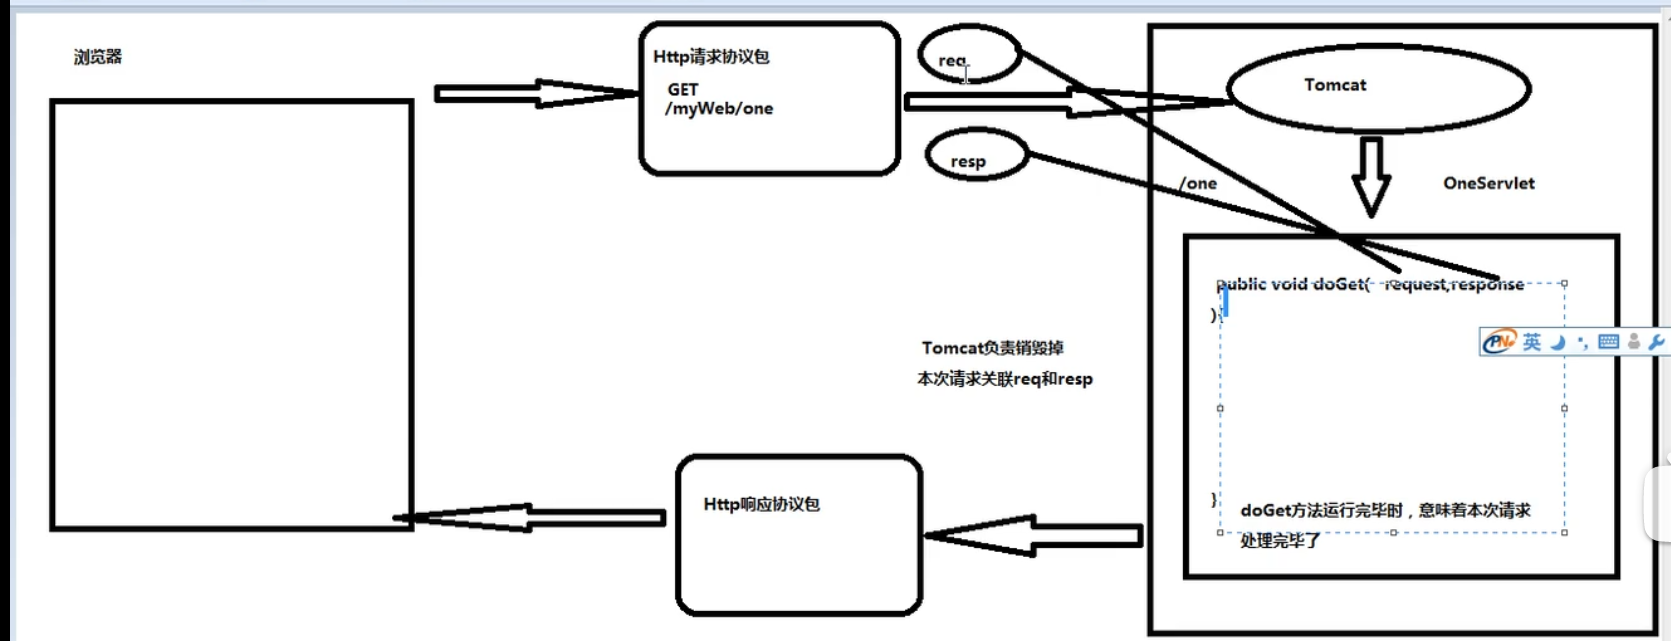 浏览器
Http请求协议包
GET
/myWeb/one
req
resp
Tomcat
/one
OneServlet
public void doGet( request,response
){
Tomcat负责销毁掉
本次请求关联req和resp
英
Http响应协议包
}
doGet方法运行完毕时，意味着本次请求
处理完毕了